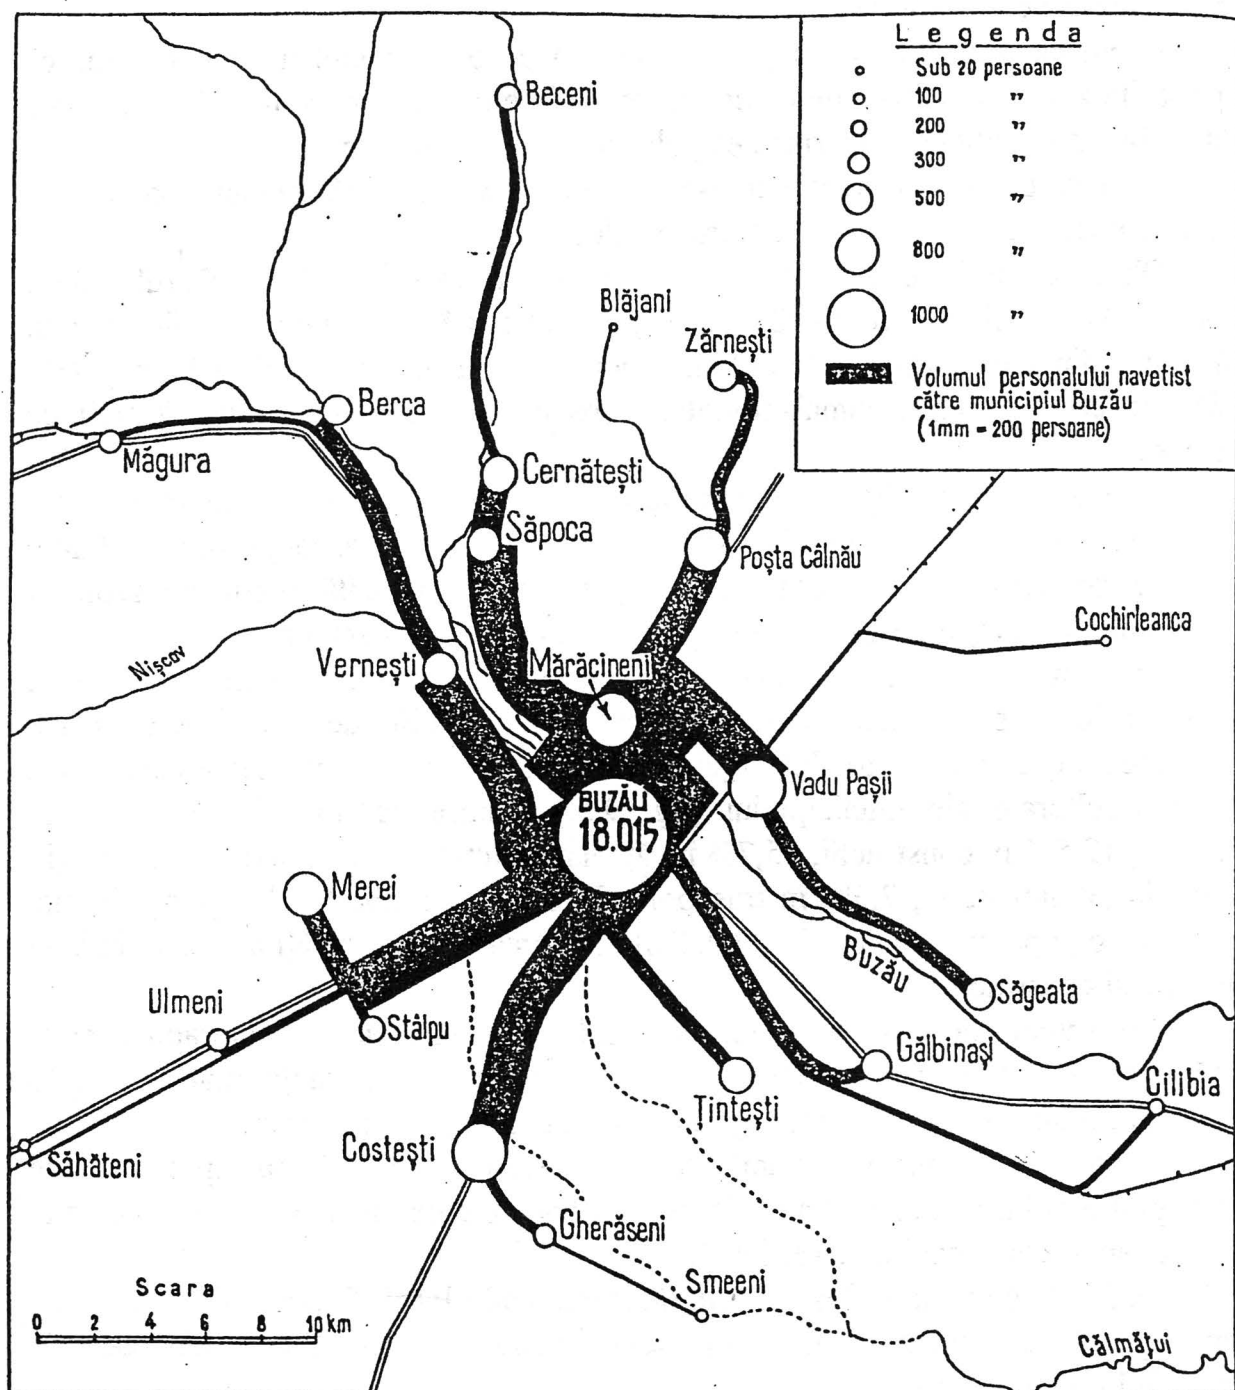 Legenda
Sub 20 persoane
100 "
200 "
300 "
500 "
800 "
1000 "
Volumul personalului navetist
către municipiul Buzău
(1mm = 200 persoane)
Beceni
Blăjani
Zărnești
Berca
Măgura
Cernătești
Săpoca
Poșta Câlnău
Cochirleanca
Nișcov
Vernești
Mărăcineni
Vadu Pașii
BUZĂU
18.015
Merei
Buzău
Săgeata
Ulmeni
Stâlpu
Gălbinași
Cilibia
Țintești
Costești
Săhăteni
Gherăseni
Smeeni
Scara
0 2 4 6 8 10 km
Călmățui